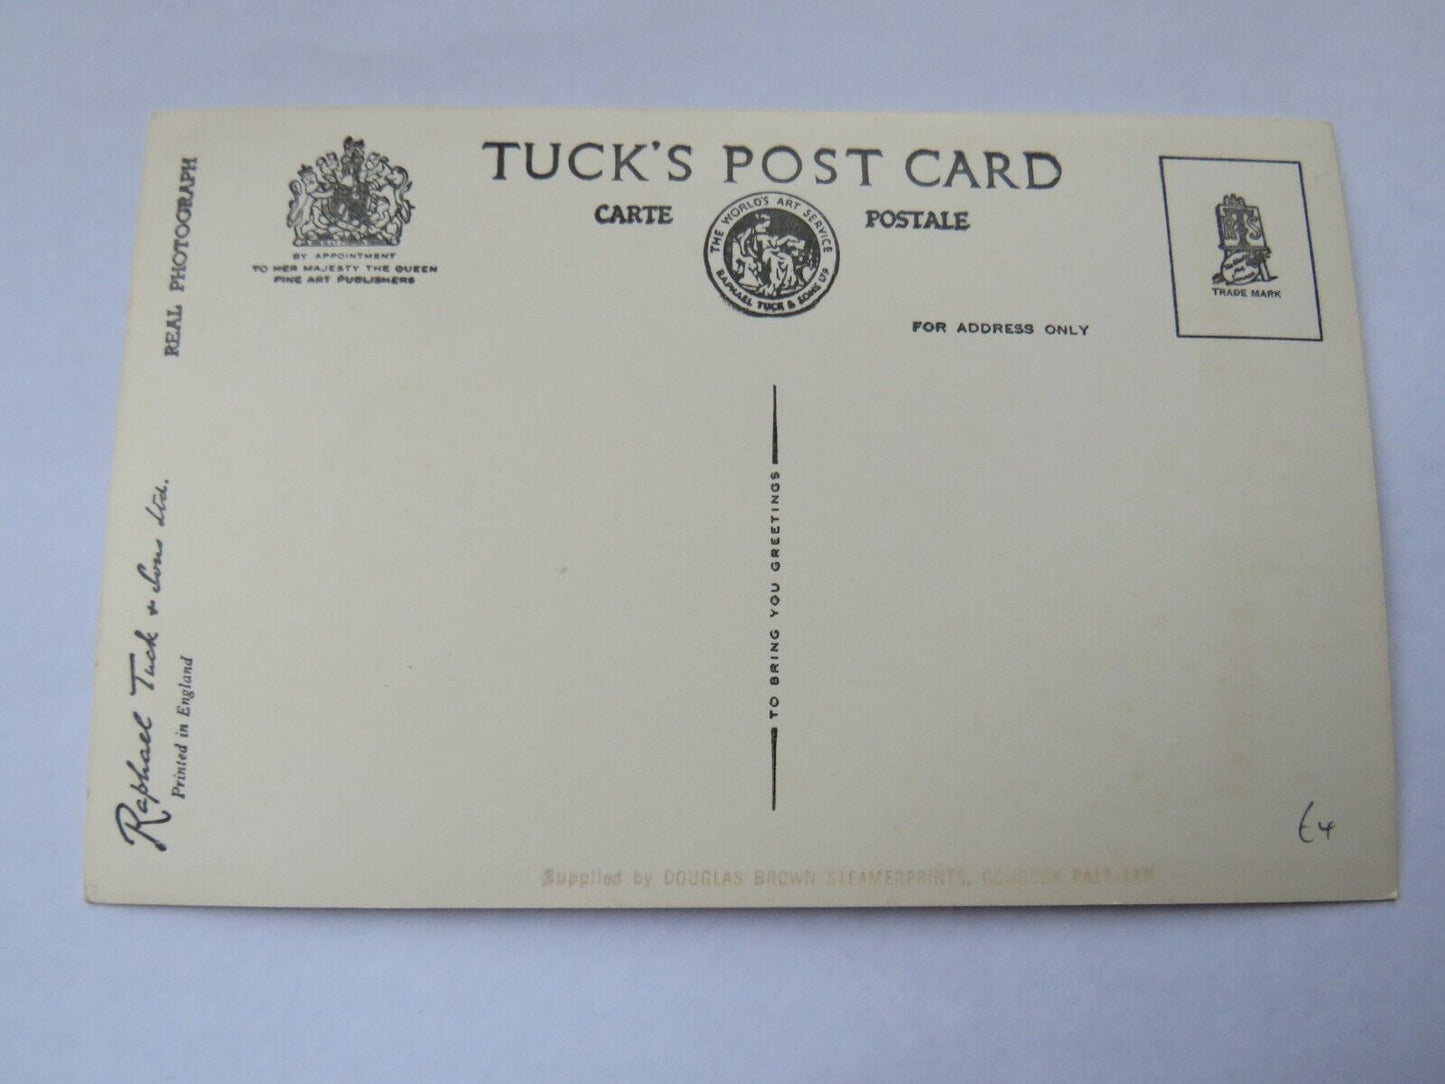 TUCK'S POST CARD
CARTE POSTALE
THE WORLD'S ART SERVICE
RAPHAEL TUCK & SONS LTD
BY APPOINTMENT
TO HER MAJESTY THE QUEEN
FINE ART PUBLISHERS
REAL PHOTOGRAPH
Raphael Tuck & Sons Ltd.
Printed in England
FOR ADDRESS ONLY
TRADE MARK
TO BRING YOU GREETINGS
£4
Supplied by DOUGLAS BROWN STEAMERPRINTS,